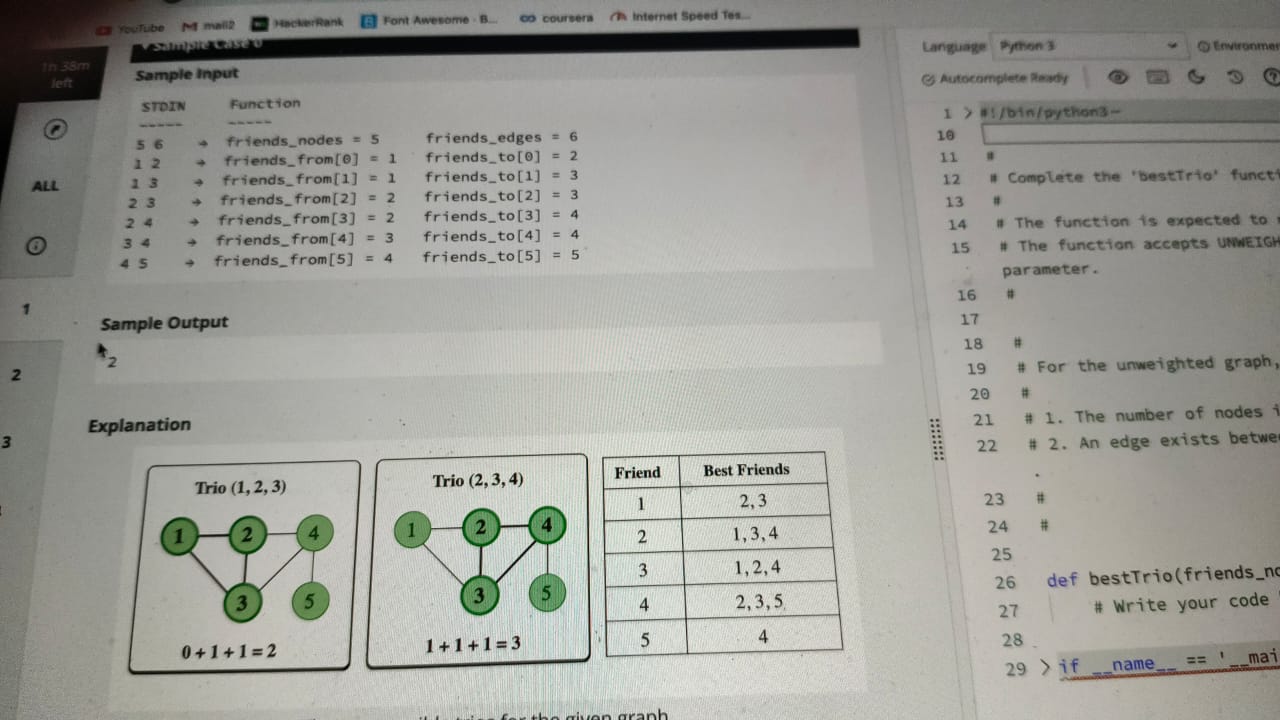 YouTube
mail2
HackerRank
Font Awesome - B...
coursera
Internet Speed Tes...
1h 38m
left
ALL
1
2
3
Sample Case 0
Sample Input
STDIN Function
----- -----
5 6 → friends_nodes = 5 friends_edges = 6
1 2 → friends_from[0] = 1 friends_to[0] = 2
1 3 → friends_from[1] = 1 friends_to[1] = 3
2 3 → friends_from[2] = 2 friends_to[2] = 3
2 4 → friends_from[3] = 2 friends_to[3] = 4
3 4 → friends_from[4] = 3 friends_to[4] = 4
4 5 → friends_from[5] = 4 friends_to[5] = 5
Sample Output
2
Explanation
Trio (1, 2, 3)
1 2 4
3 5
0 + 1 + 1 = 2
Trio (2, 3, 4)
1 2 4
3 5
1 + 1 + 1 = 3
Friend Best Friends
1 2, 3
2 1, 3, 4
3 1, 2, 4
4 2, 3, 5
5 4
for the given graph
Language Python 3
Environmen
Autocomplete Ready
1 > #!/bin/python3
10
11 #
12 # Complete the 'bestTrio' functi
13 #
14 # The function is expected to
15 # The function accepts UNWEIGH
parameter.
16 #
17
18 #
19 # For the unweighted graph,
20 #
21 # 1. The number of nodes i
22 # 2. An edge exists betwe
.
23 #
24 #
25
26 def bestTrio(friends_no
27 # Write your code
28
29 > if __name__ == '__mai